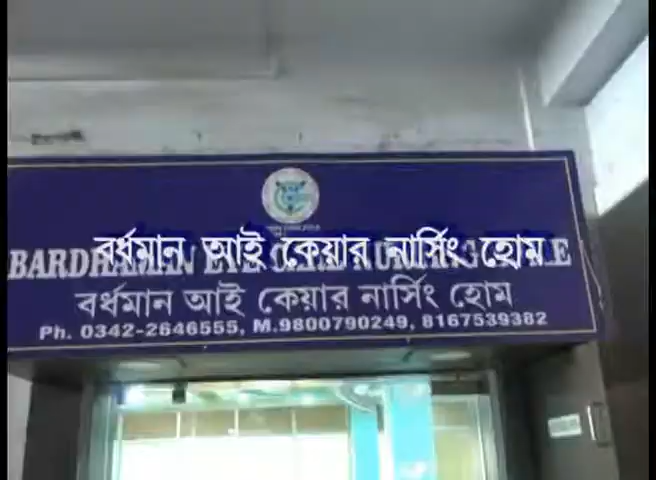 বর্ধমান আই কেয়ার নার্সিং হোম
BARDHAMAN EYE CARE NURSING HOME
বর্ধমান আই কেয়ার নার্সিং হোম
Ph. 0342-2646555, M.9800790249, 8167539382